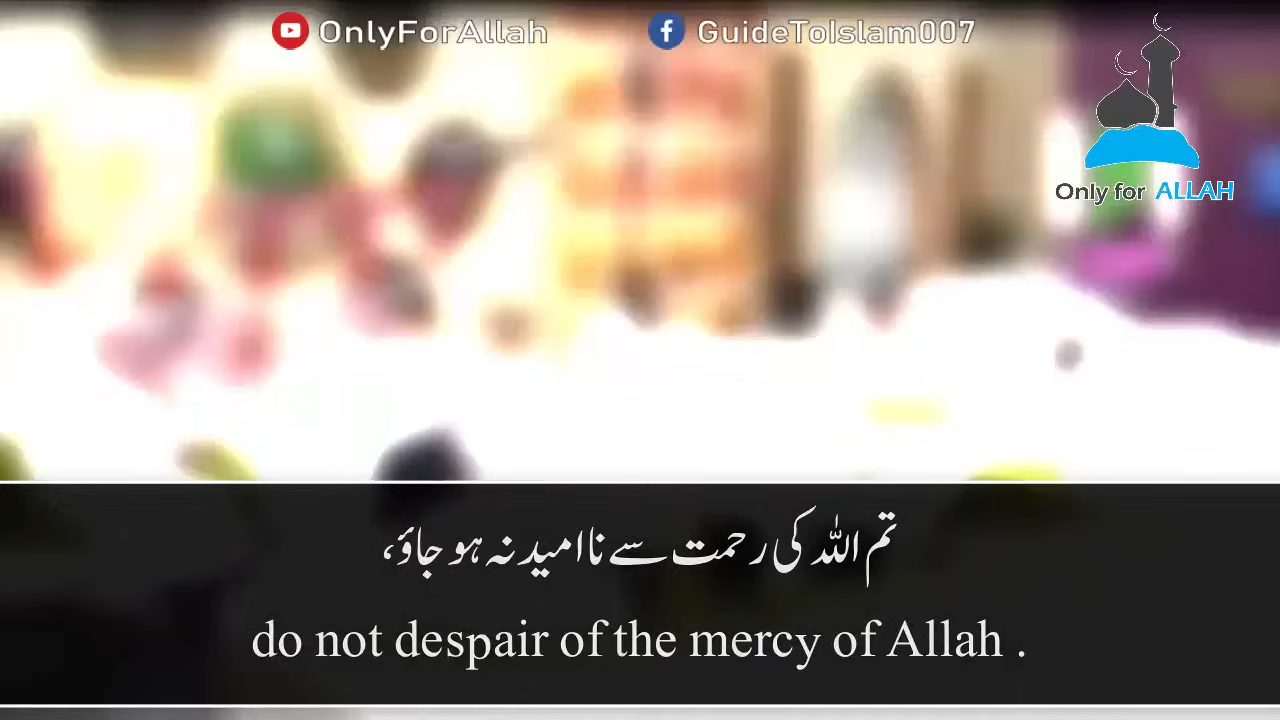 OnlyForAllah GuideToIslam007
Only for ALLAH
تم اللہ کی رحمت سے ناامید نہ ہو جاؤ،
do not despair of the mercy of Allah .